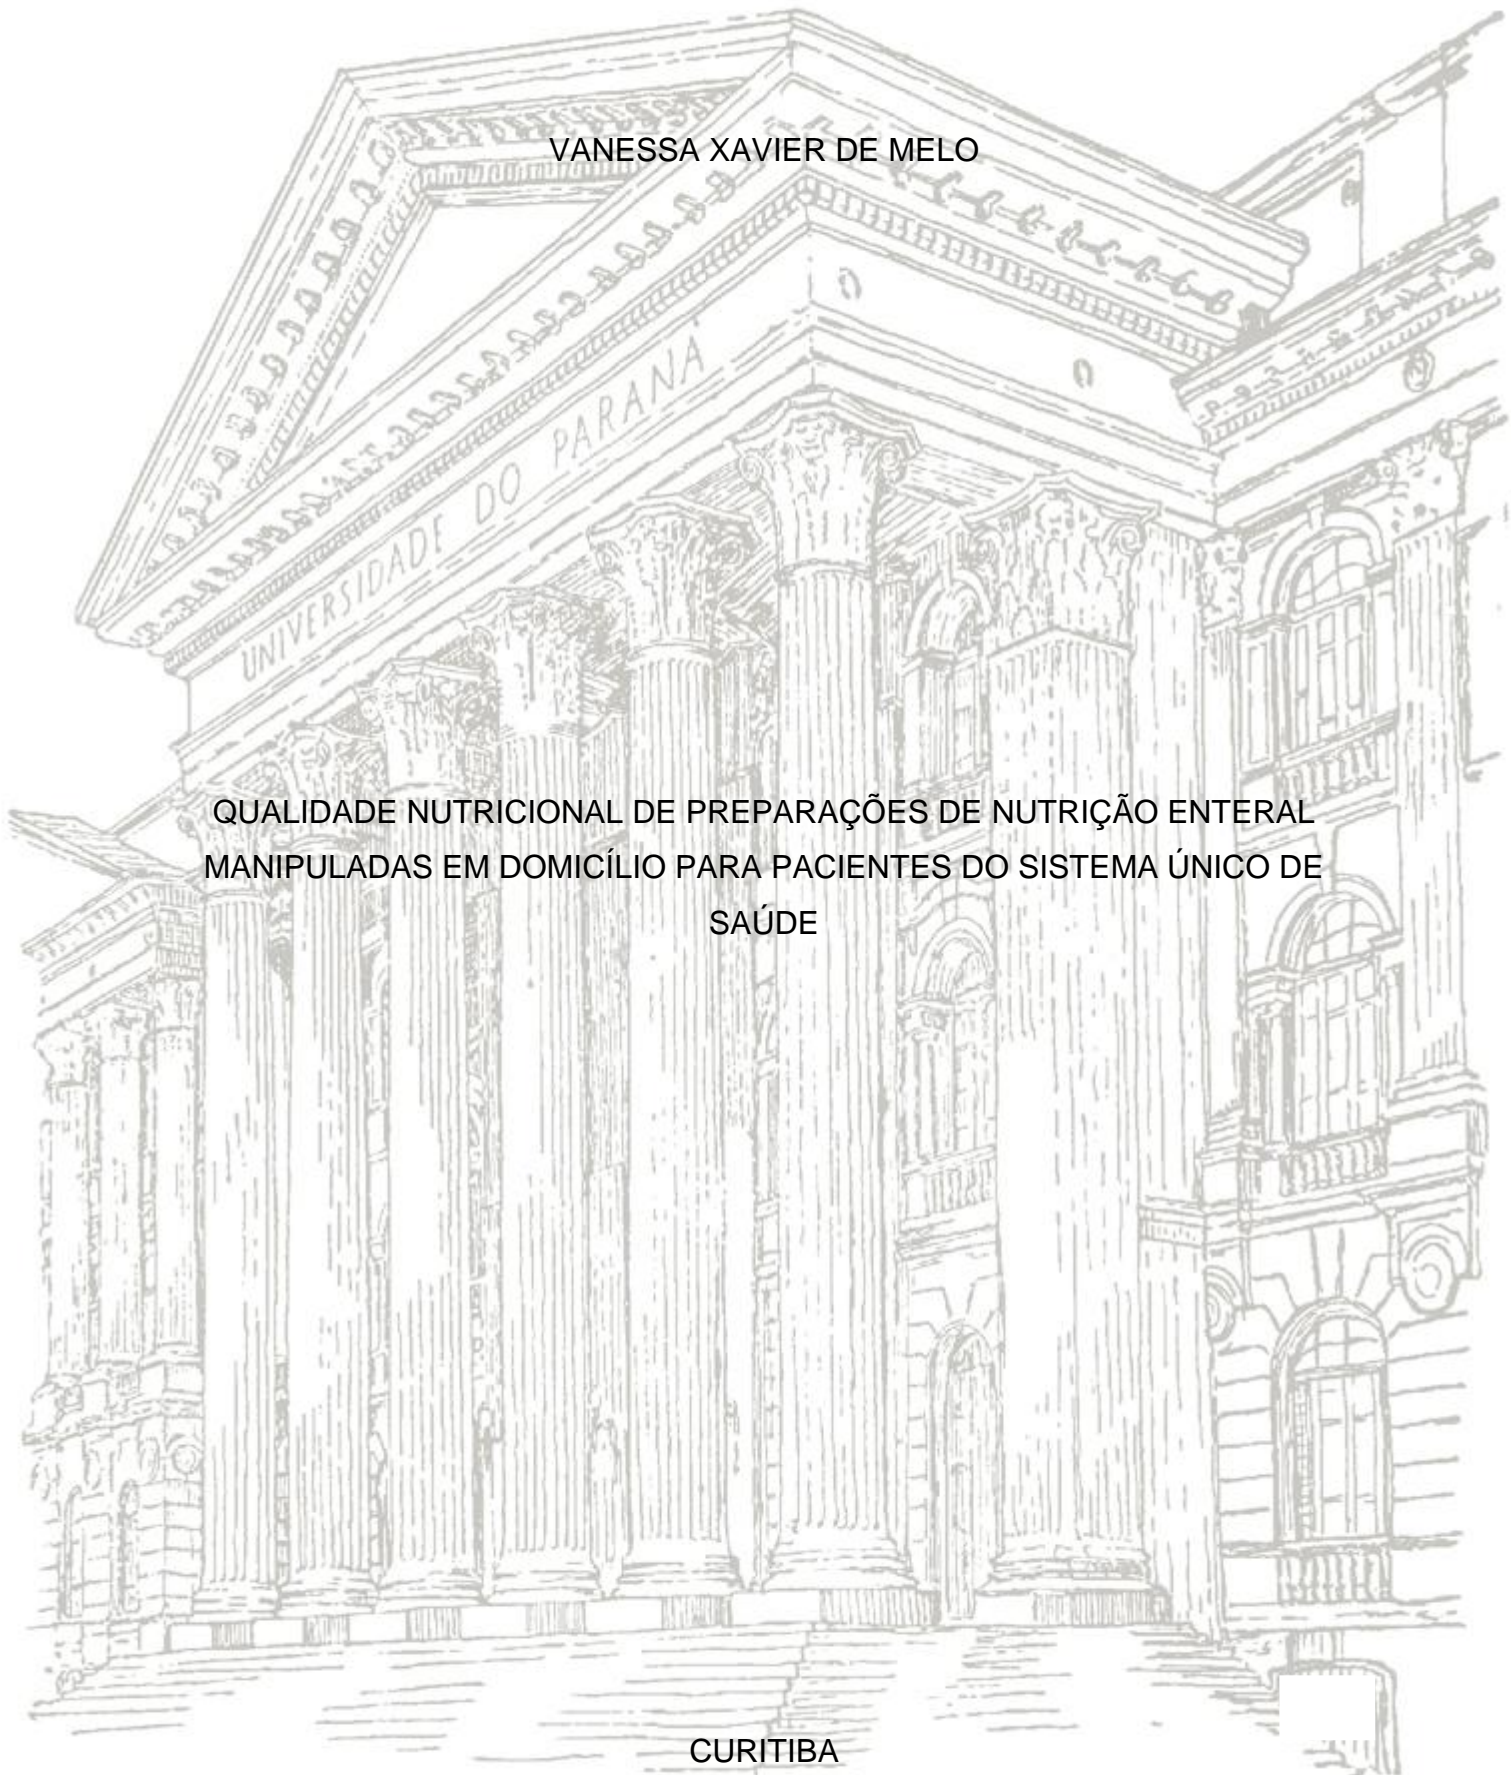 VANESSA XAVIER DE MELO
UNIVERSIDADE DO PARANÁ
QUALIDADE NUTRICIONAL DE PREPARAÇÕES DE NUTRIÇÃO ENTERAL
MANIPULADAS EM DOMICÍLIO PARA PACIENTES DO SISTEMA ÚNICO DE
SAÚDE
CURITIBA